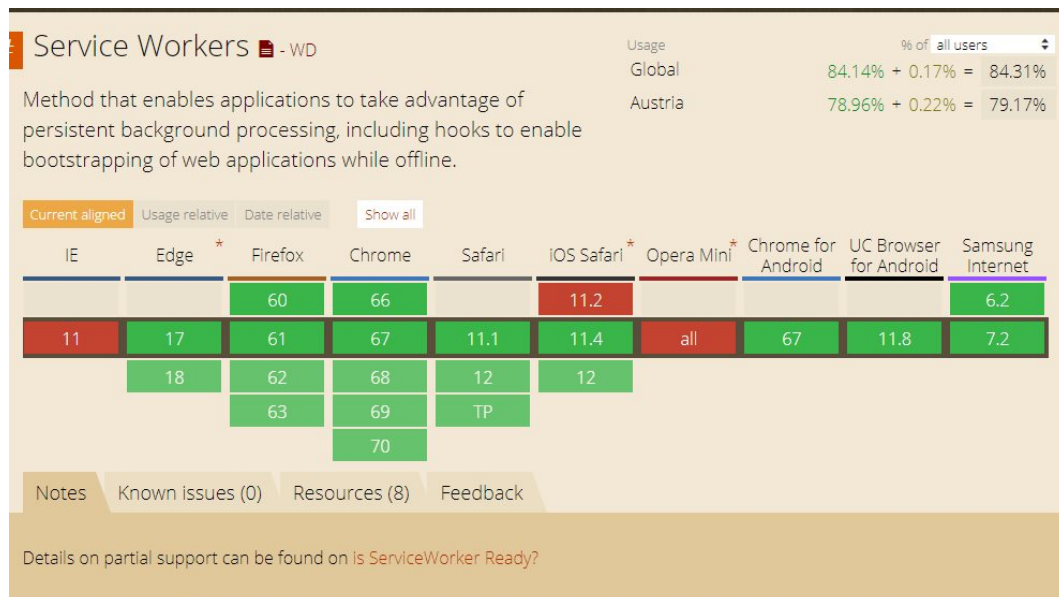 Service Workers - WD
Usage % of all users
Global 84.14% + 0.17% = 84.31%
Austria 78.96% + 0.22% = 79.17%
Method that enables applications to take advantage of
persistent background processing, including hooks to enable
bootstrapping of web applications while offline.
Current aligned Usage relative Date relative Show all
IE Edge * Firefox Chrome Safari iOS Safari * Opera Mini * Chrome for Android UC Browser for Android Samsung Internet
60 66 11.2 6.2
11 17 61 67 11.1 11.4 all 67 11.8 7.2
18 62 68 12 12
63 69 TP
70
Notes Known issues (0) Resources (8) Feedback
Details on partial support can be found on is ServiceWorker Ready?